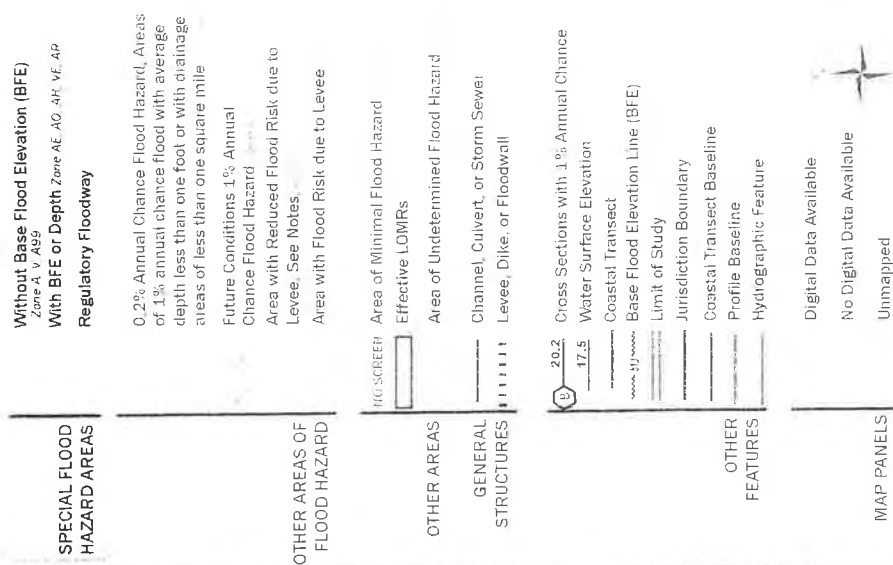 SPECIAL FLOOD
HAZARD AREAS
Without Base Flood Elevation (BFE)
Zone A, V, A99
With BFE or Depth Zone AE, AO, AH, VE, AR
Regulatory Floodway
OTHER AREAS OF
FLOOD HAZARD
0.2% Annual Chance Flood Hazard, Areas
of 1% annual chance flood with average
depth less than one foot or with drainage
areas of less than one square mile
Future Conditions 1% Annual
Chance Flood Hazard
Area with Reduced Flood Risk due to
Levee. See Notes.
Area with Flood Risk due to Levee
OTHER AREAS
NO SCREEN Area of Minimal Flood Hazard
Effective LOMRs
Area of Undetermined Flood Hazard
GENERAL
STRUCTURES
Channel, Culvert, or Storm Sewer
Levee, Dike, or Floodwall
OTHER
FEATURES
B 20.2 Cross Sections with 1% Annual Chance
17.5 Water Surface Elevation
Coastal Transect
Base Flood Elevation Line (BFE)
Limit of Study
Jurisdiction Boundary
Coastal Transect Baseline
Profile Baseline
Hydrographic Feature
MAP PANELS
Digital Data Available
No Digital Data Available
Unmapped